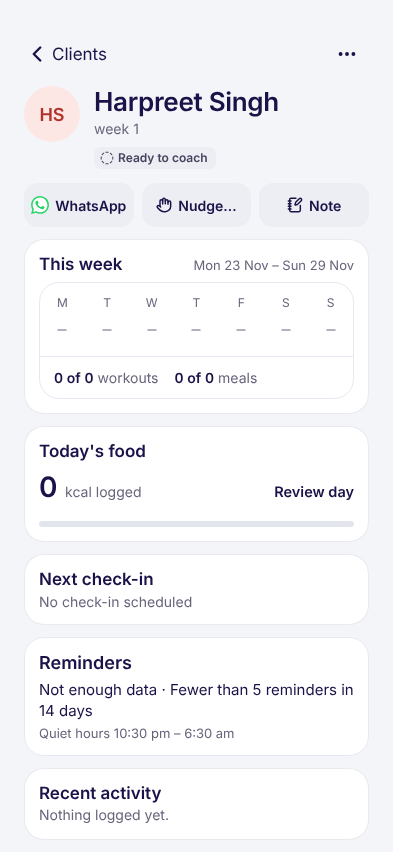 Clients
HS
Harpreet Singh
week 1
Ready to coach
WhatsApp
Nudge...
Note
This week
Mon 23 Nov – Sun 29 Nov
M T W T F S S
– – – – – – –
0 of 0 workouts 0 of 0 meals
Today's food
0 kcal logged
Review day
Next check-in
No check-in scheduled
Reminders
Not enough data · Fewer than 5 reminders in
14 days
Quiet hours 10:30 pm – 6:30 am
Recent activity
Nothing logged yet.